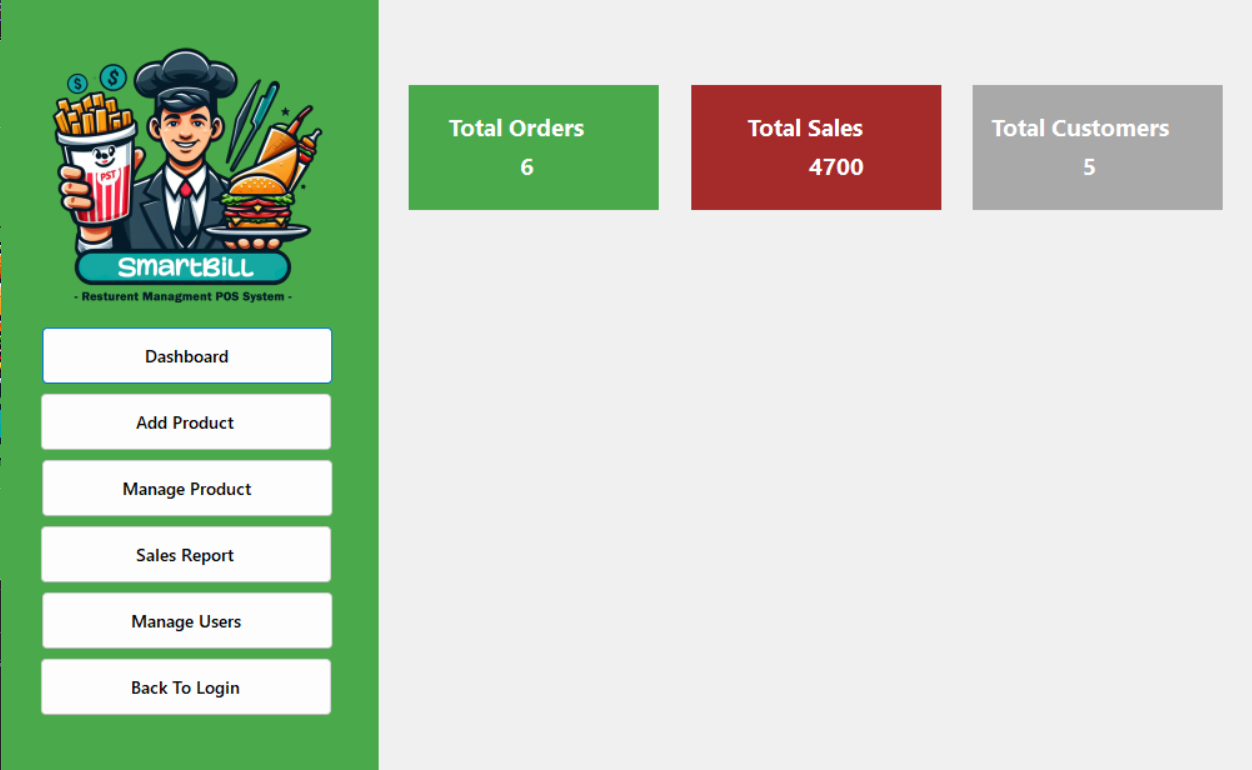 $ $
PST
SmartBill
- Resturent Managment POS System -
Dashboard
Add Product
Manage Product
Sales Report
Manage Users
Back To Login
Total Orders
6
Total Sales
4700
Total Customers
5